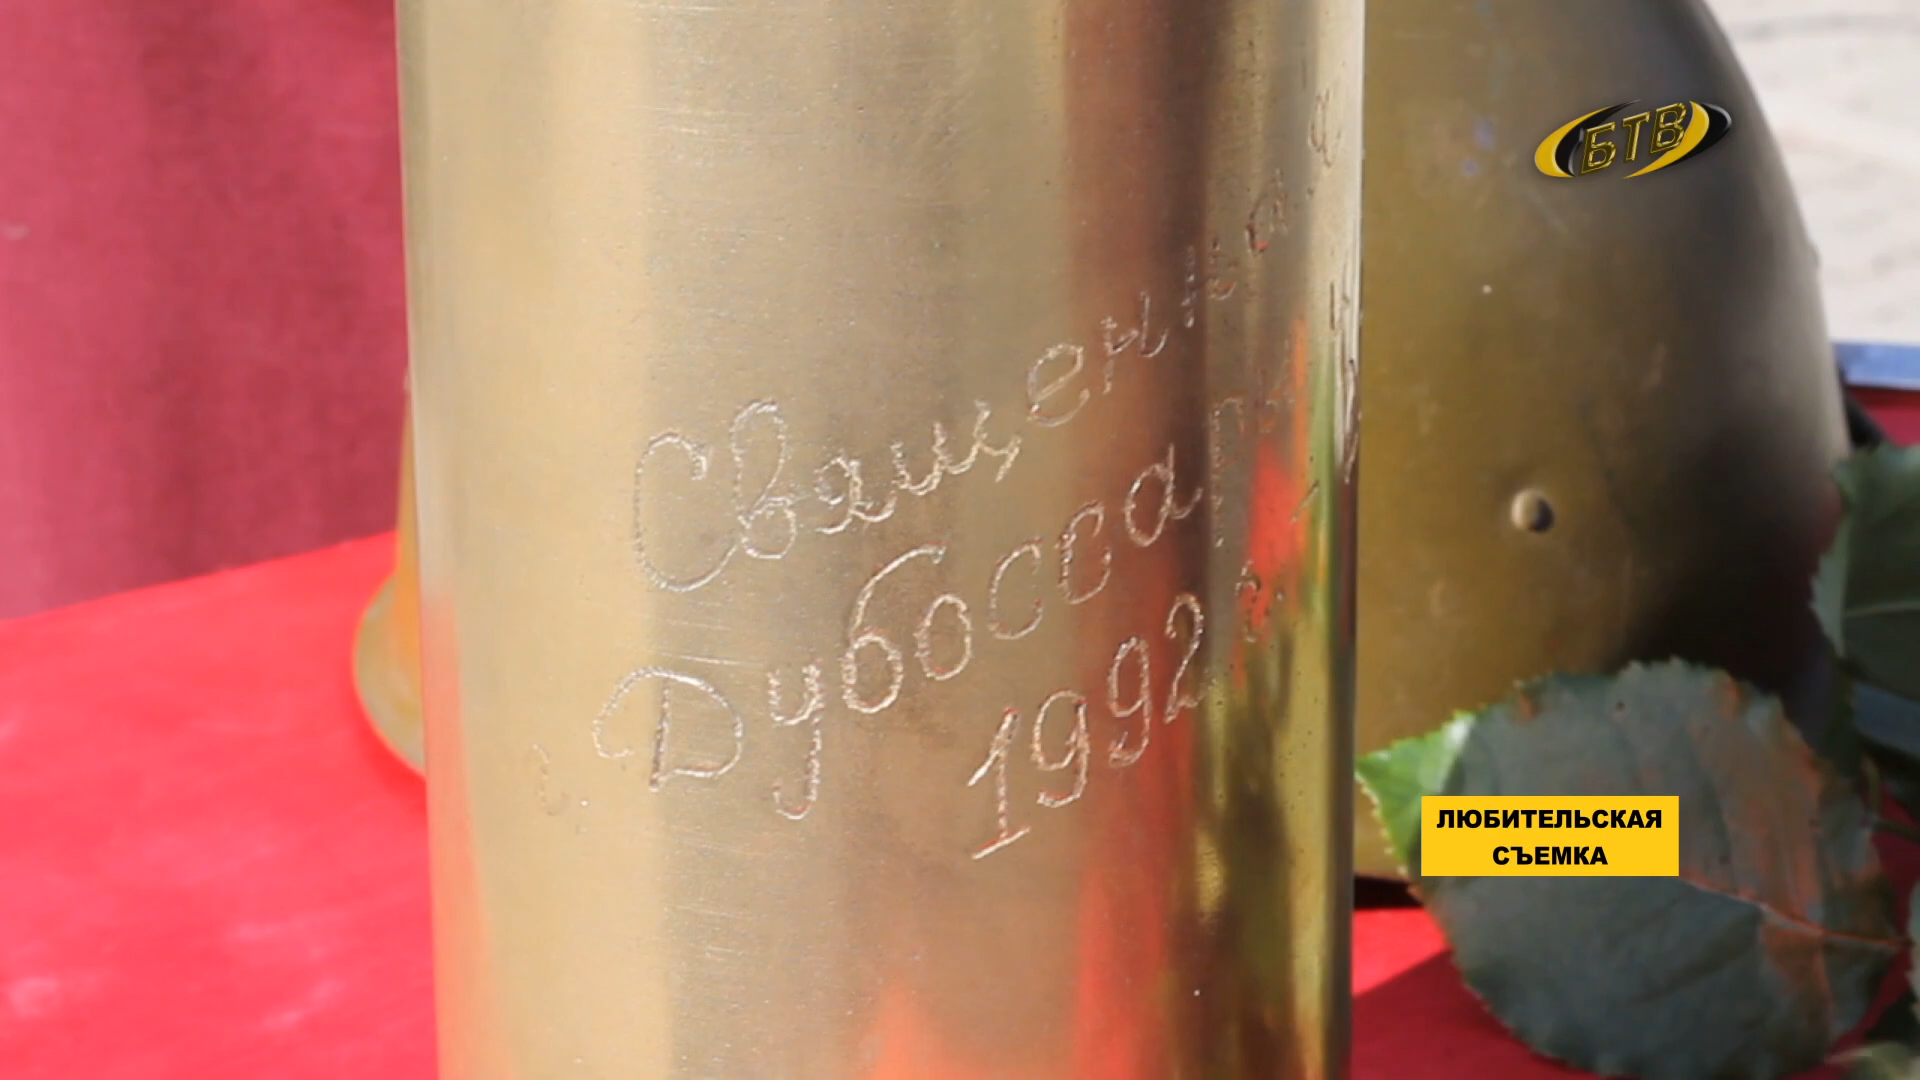 БТВ
Священная
г. Дубоссары
1992 г.
ЛЮБИТЕЛЬСКАЯ
СЪЕМКА